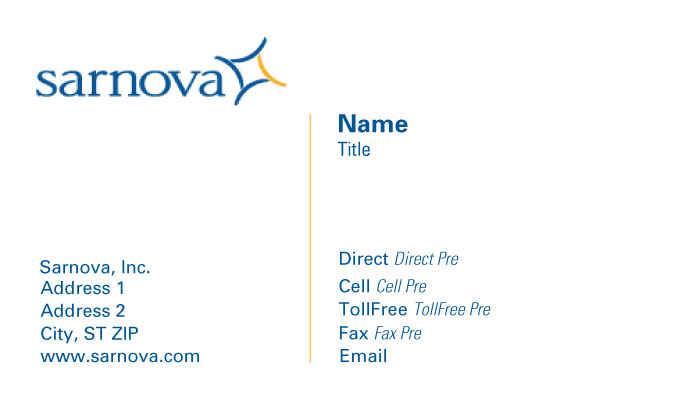 sarnova
Name
Title
Sarnova, Inc.
Address 1
Address 2
City, ST ZIP
www.sarnova.com
Direct Direct Pre
Cell Cell Pre
TollFree TollFree Pre
Fax Fax Pre
Email